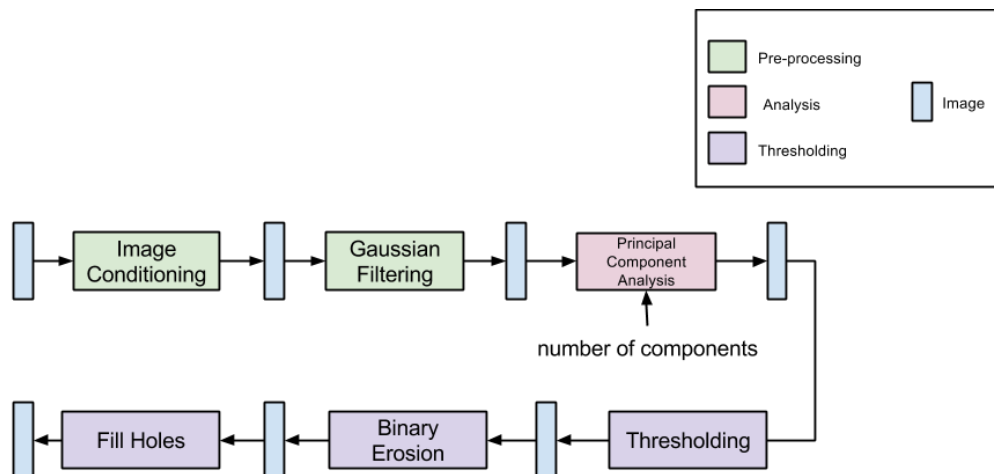 Pre-processing
Analysis
Image
Thresholding
Image
Conditioning
Gaussian
Filtering
Principal
Component
Analysis
number of components
Fill Holes
Binary
Erosion
Thresholding